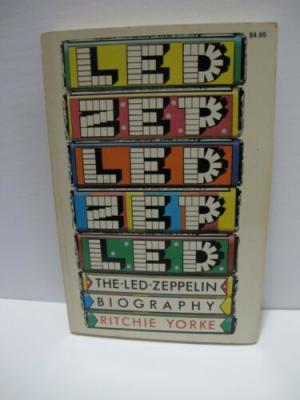 $4.95
LED
ZEP
LED
ZEP
LED
THE·LED·ZEPPELIN
BIOGRAPHY
RITCHIE YORKE